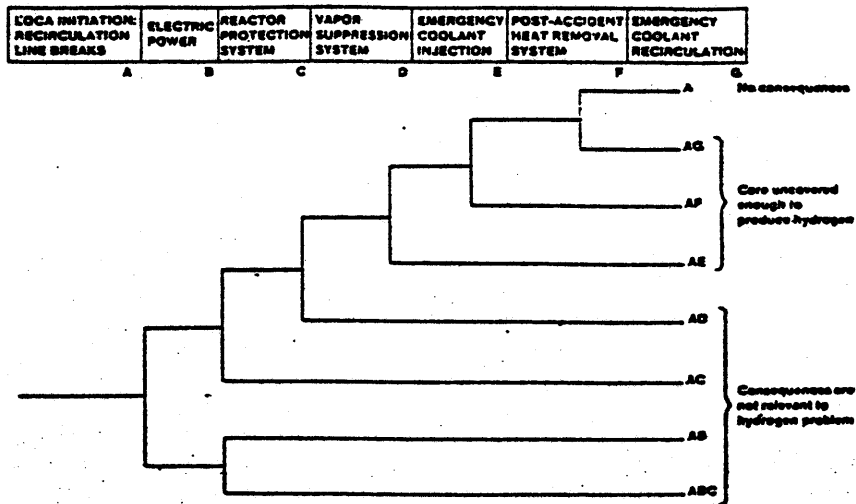 LOCA INITIATION:
RECIRCULATION
LINE BREAKS
ELECTRIC
POWER
REACTOR
PROTECTION
SYSTEM
VAPOR
SUPPRESSION
SYSTEM
EMERGENCY
COOLANT
INJECTION
POST-ACCIDENT
HEAT REMOVAL
SYSTEM
EMERGENCY
COOLANT
RECIRCULATION
A
B
C
D
E
F
G
A
No consequences
AG
AF
AE
Core uncovered
enough to
produce hydrogen
AD
AC
AB
ABC
Consequences are
not relevant to
hydrogen problem